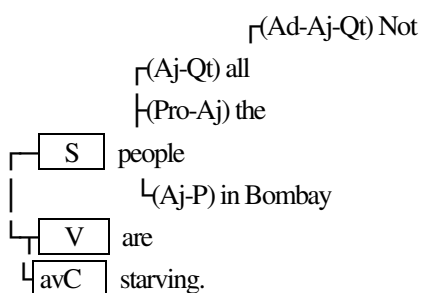 (Ad-Aj-Qt) Not
(Aj-Qt) all
(Pro-Aj) the
S people
(Aj-P) in Bombay
V are
avC starving.